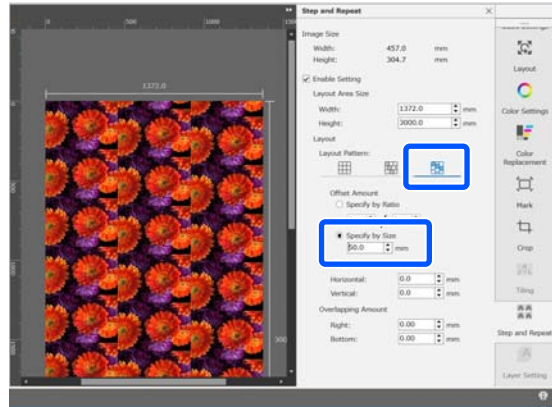 Step and Repeat
Image Size
Width: 457.0 mm
Height: 304.7 mm
Enable Setting
Layout Area Size
Width: 1372.0 mm
Height: 3000.0 mm
Layout
Layout Pattern:
Offset Amount
Specify by Ratio
Specify by Size
50.0 mm
Horizontal: 0.0 mm
Vertical: 0.0 mm
Overlapping Amount
Right: 0.00 mm
Bottom: 0.00 mm
0 500 1000
1372.0
300
Layout
Color Settings
Color
Replacement
Mark
Crop
Tiling
Step and Repeat
Layer Setting